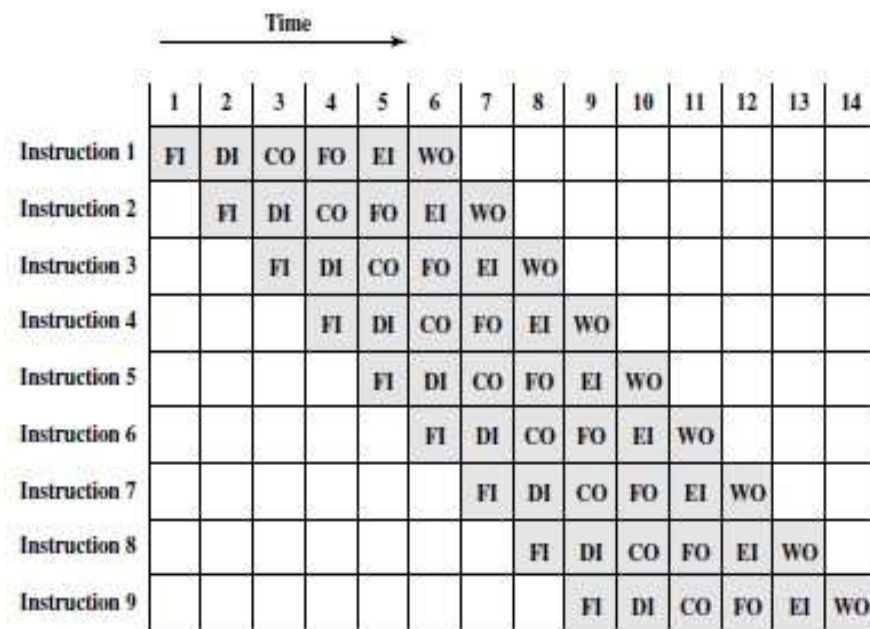 Time
1 2 3 4 5 6 7 8 9 10 11 12 13 14
Instruction 1 FI DI CO FO EI WO
Instruction 2 FI DI CO FO EI WO
Instruction 3 FI DI CO FO EI WO
Instruction 4 FI DI CO FO EI WO
Instruction 5 FI DI CO FO EI WO
Instruction 6 FI DI CO FO EI WO
Instruction 7 FI DI CO FO EI WO
Instruction 8 FI DI CO FO EI WO
Instruction 9 FI DI CO FO EI WO